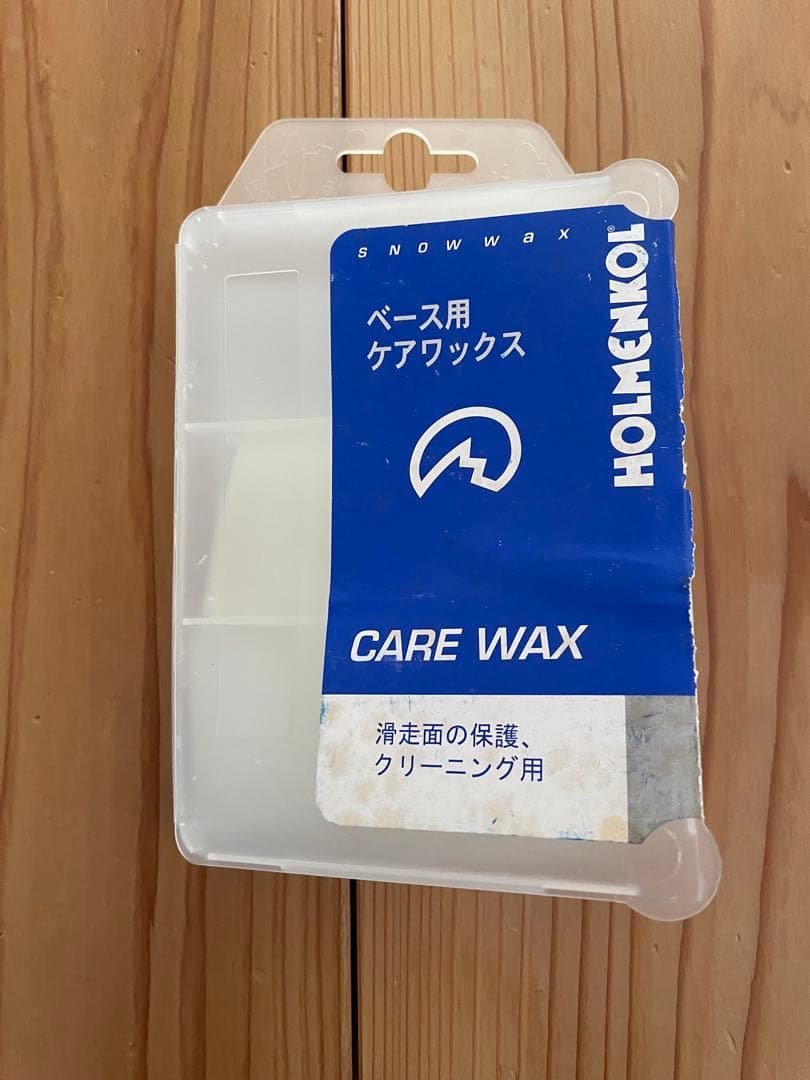 SNOWWAX
HOLMENKOL®
ベース用
ケアワックス
CARE WAX
滑走面の保護、
クリーニング用